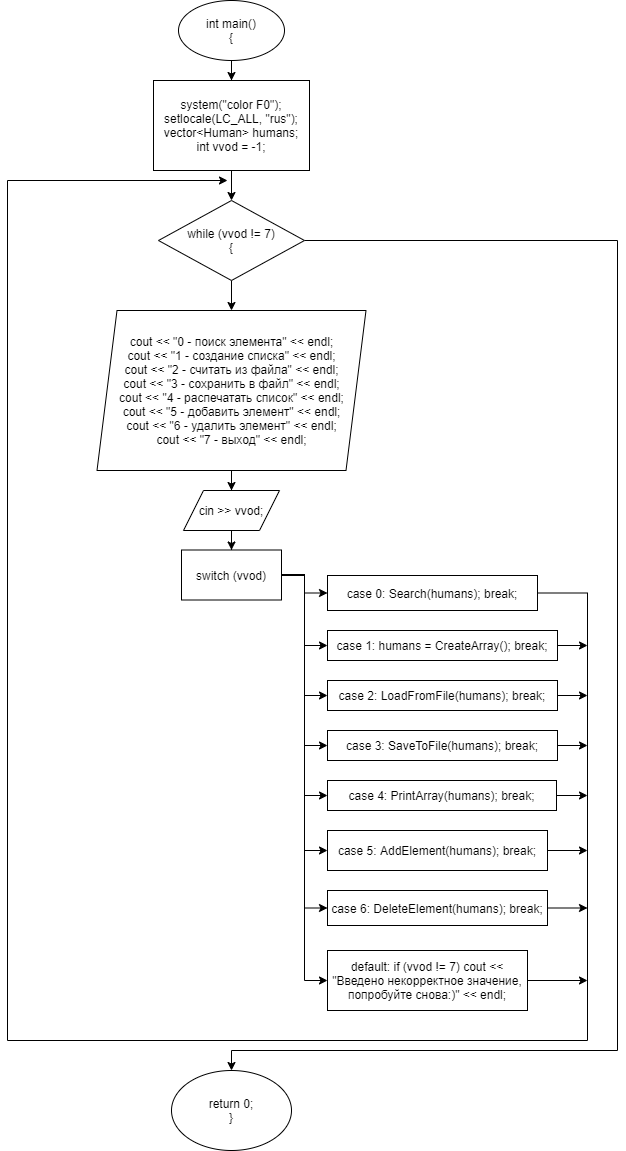 int main()
{
system("color F0");
setlocale(LC_ALL, "rus");
vector<Human> humans;
int vvod = -1;
while (vvod != 7)
{
cout << "0 - поиск элемента" << endl;
cout << "1 - создание списка" << endl;
cout << "2 - считать из файла" << endl;
cout << "3 - сохранить в файл" << endl;
cout << "4 - распечатать список" << endl;
cout << "5 - добавить элемент" << endl;
cout << "6 - удалить элемент" << endl;
cout << "7 - выход" << endl;
cin >> vvod;
switch (vvod)
case 0: Search(humans); break;
case 1: humans = CreateArray(); break;
case 2: LoadFromFile(humans); break;
case 3: SaveToFile(humans); break;
case 4: PrintArray(humans); break;
case 5: AddElement(humans); break;
case 6: DeleteElement(humans); break;
default: if (vvod != 7) cout <<
"Введено некорректное значение,
попробуйте снова:)" << endl;
return 0;
}